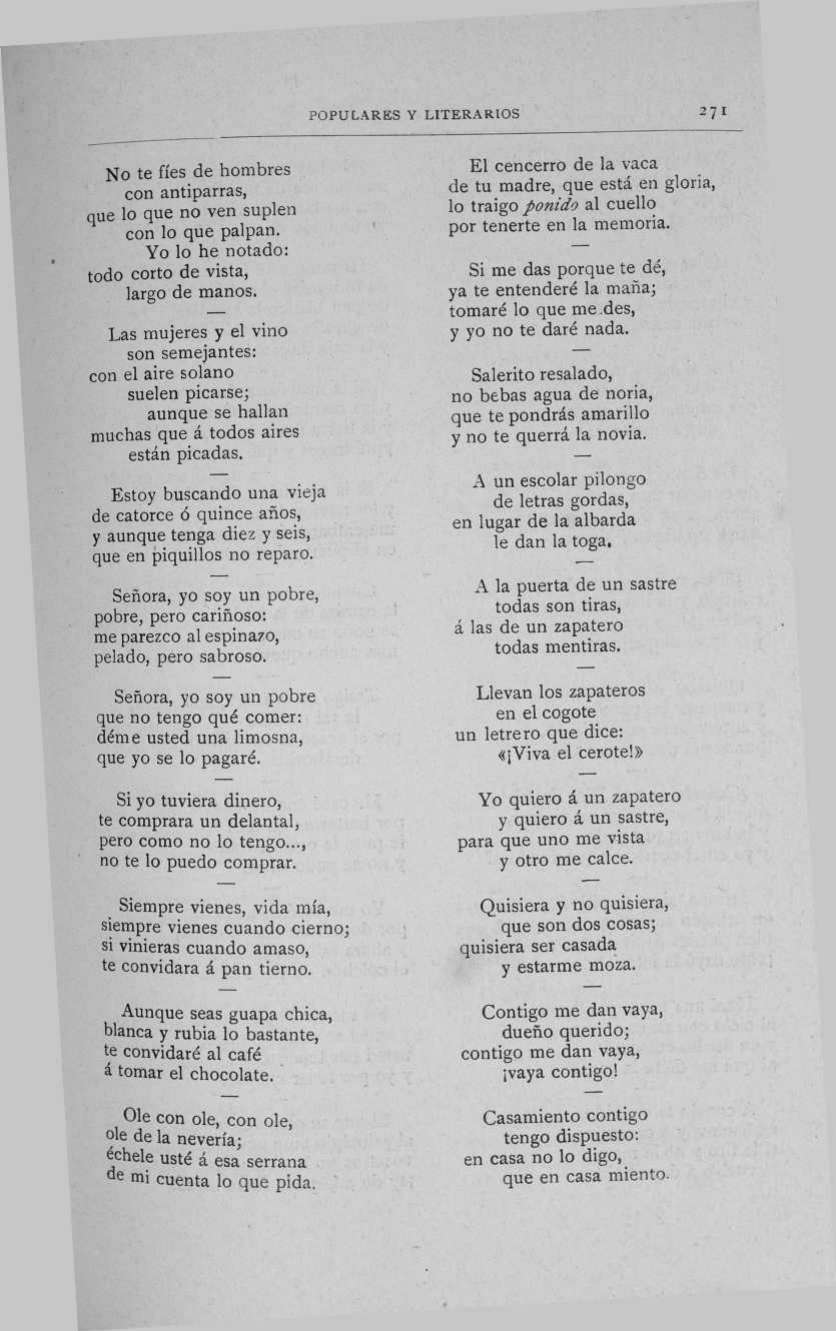 POPULARES Y LITERARIOS 271
No te fíes de hombres
con antiparras,
que lo que no ven suplen
con lo que palpan.
Yo lo he notado:
todo corto de vista,
largo de manos.
—
Las mujeres y el vino
son semejantes:
con el aire solano
suelen picarse;
aunque se hallan
muchas que á todos aires
están picadas.
—
Estoy buscando una vieja
de catorce ó quince años,
y aunque tenga diez y seis,
que en piquillos no reparo.
—
Señora, yo soy un pobre,
pobre, pero cariñoso:
me parezco al espinazo,
pelado, pero sabroso.
—
Señora, yo soy un pobre
que no tengo qué comer:
déme usted una limosna,
que yo se lo pagaré.
—
Si yo tuviera dinero,
te comprara un delantal,
pero como no lo tengo...,
no te lo puedo comprar.
—
Siempre vienes, vida mía,
siempre vienes cuando cierno;
si vinieras cuando amaso,
te convidara á pan tierno.
—
Aunque seas guapa chica,
blanca y rubia lo bastante,
te convidaré al café
á tomar el chocolate.
—
Ole con ole, con ole,
ole de la nevería;
échele usté á esa serrana
de mi cuenta lo que pida.
El cencerro de la vaca
de tu madre, que está en gloria,
lo traigo ponido al cuello
por tenerte en la memoria.
—
Si me das porque te dé,
ya te entenderé la maña;
tomaré lo que me des,
y yo no te daré nada.
—
Salerito resalado,
no bebas agua de noria,
que te pondrás amarillo
y no te querrá la novia.
—
A un escolar pilongo
de letras gordas,
en lugar de la albarda
le dan la toga.
—
A la puerta de un sastre
todas son tiras,
á las de un zapatero
todas mentiras.
—
Llevan los zapateros
en el cogote
un letrero que dice:
«¡Viva el cerote!»
—
Yo quiero á un zapatero
y quiero á un sastre,
para que uno me vista
y otro me calce.
—
Quisiera y no quisiera,
que son dos cosas;
quisiera ser casada
y estarme moza.
—
Contigo me dan vaya,
dueño querido;
contigo me dan vaya,
¡vaya contigo!
—
Casamiento contigo
tengo dispuesto:
en casa no lo digo,
que en casa miento.